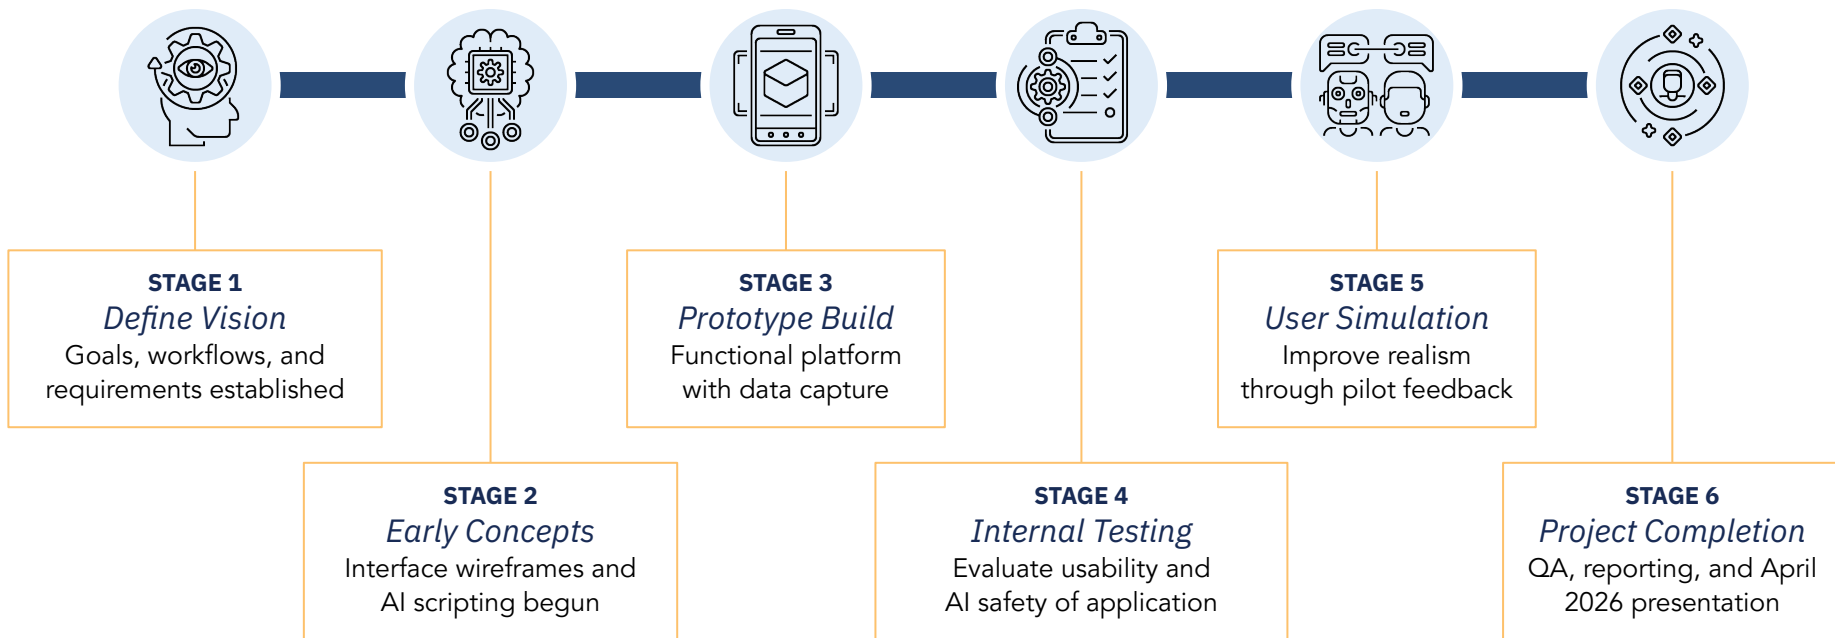 STAGE 1
Define Vision
Goals, workflows, and
requirements established
STAGE 2
Early Concepts
Interface wireframes and
AI scripting begun
STAGE 3
Prototype Build
Functional platform
with data capture
STAGE 4
Internal Testing
Evaluate usability and
AI safety of application
STAGE 5
User Simulation
Improve realism
through pilot feedback
STAGE 6
Project Completion
QA, reporting, and April
2026 presentation